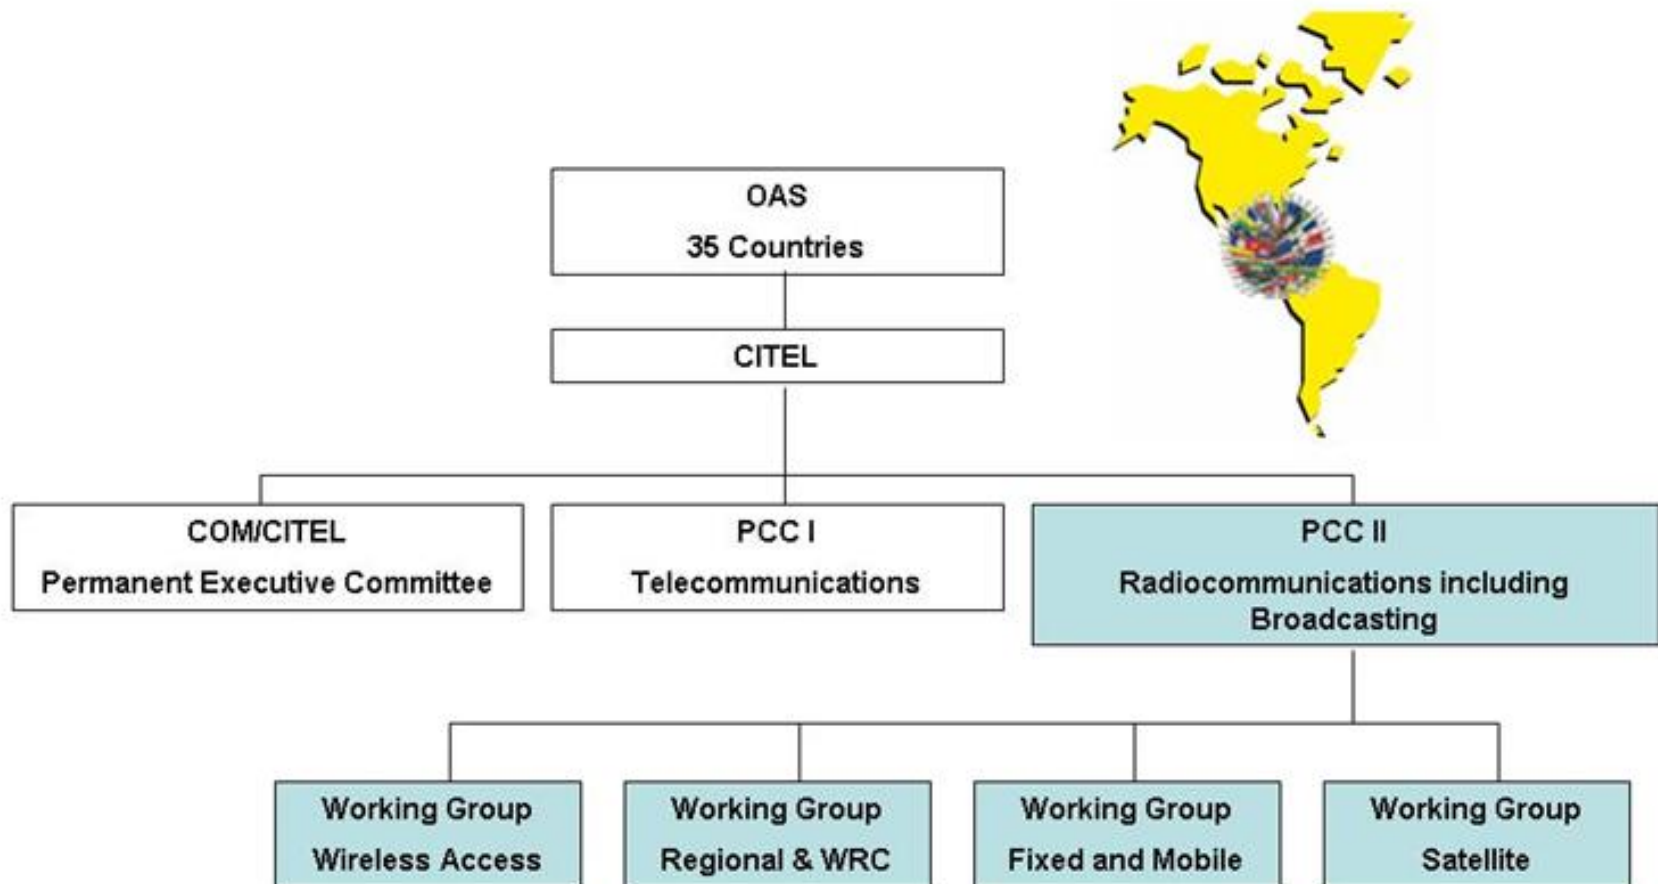 OAS
35 Countries
CITEL
COM/CITEL
Permanent Executive Committee
PCC I
Telecommunications
PCC II
Radiocommunications including
Broadcasting
Working Group
Wireless Access
Working Group
Regional & WRC
Working Group
Fixed and Mobile
Working Group
Satellite